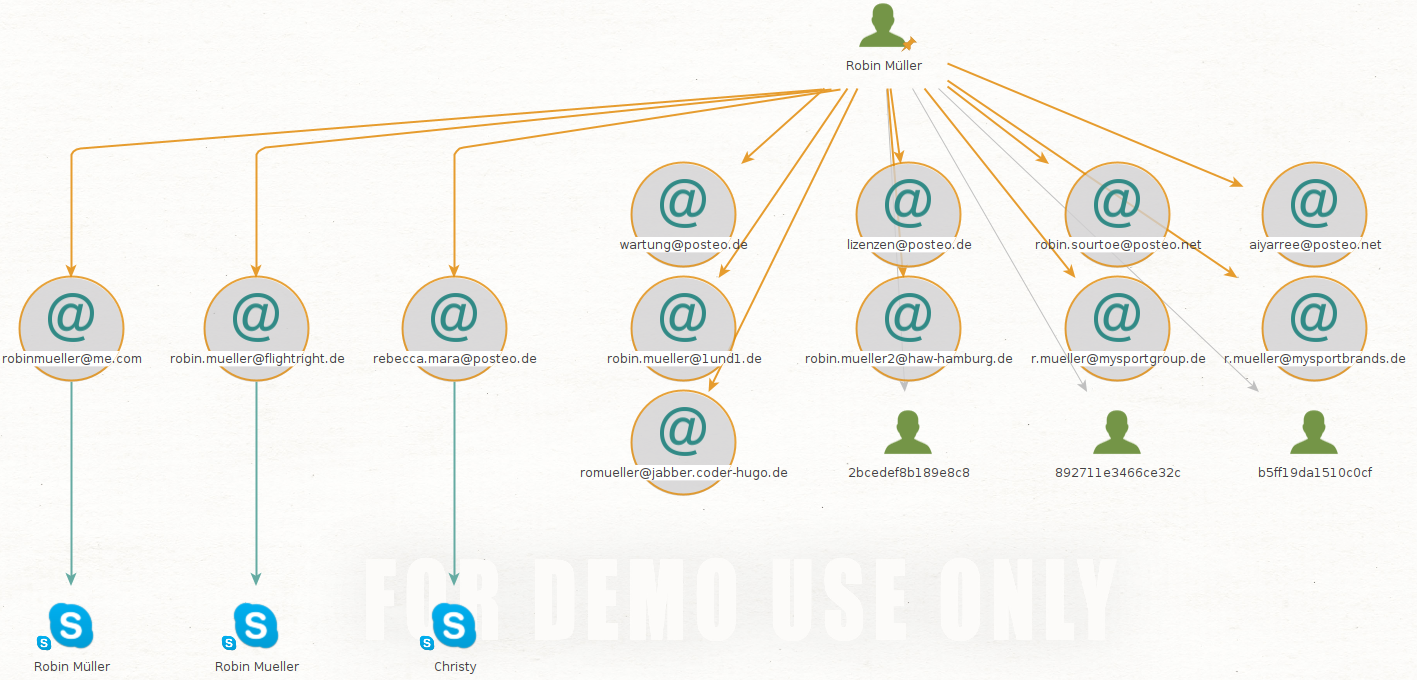 Robin Müller
wartung@posteo.de
lizenzen@posteo.de
robin.sourtoe@posteo.net
aiyarree@posteo.net
robinmueller@me.com
robin.mueller@flightright.de
rebecca.mara@posteo.de
robin.mueller@1und1.de
robin.mueller2@haw-hamburg.de
r.mueller@mysportgroup.de
r.mueller@mysportbrands.de
romueller@jabber.coder-hugo.de
2bcedef8b189e8c8
892711e3466ce32c
b5ff19da1510c0cf
FOR DEMO USE ONLY
Robin Müller
Robin Mueller
Christy